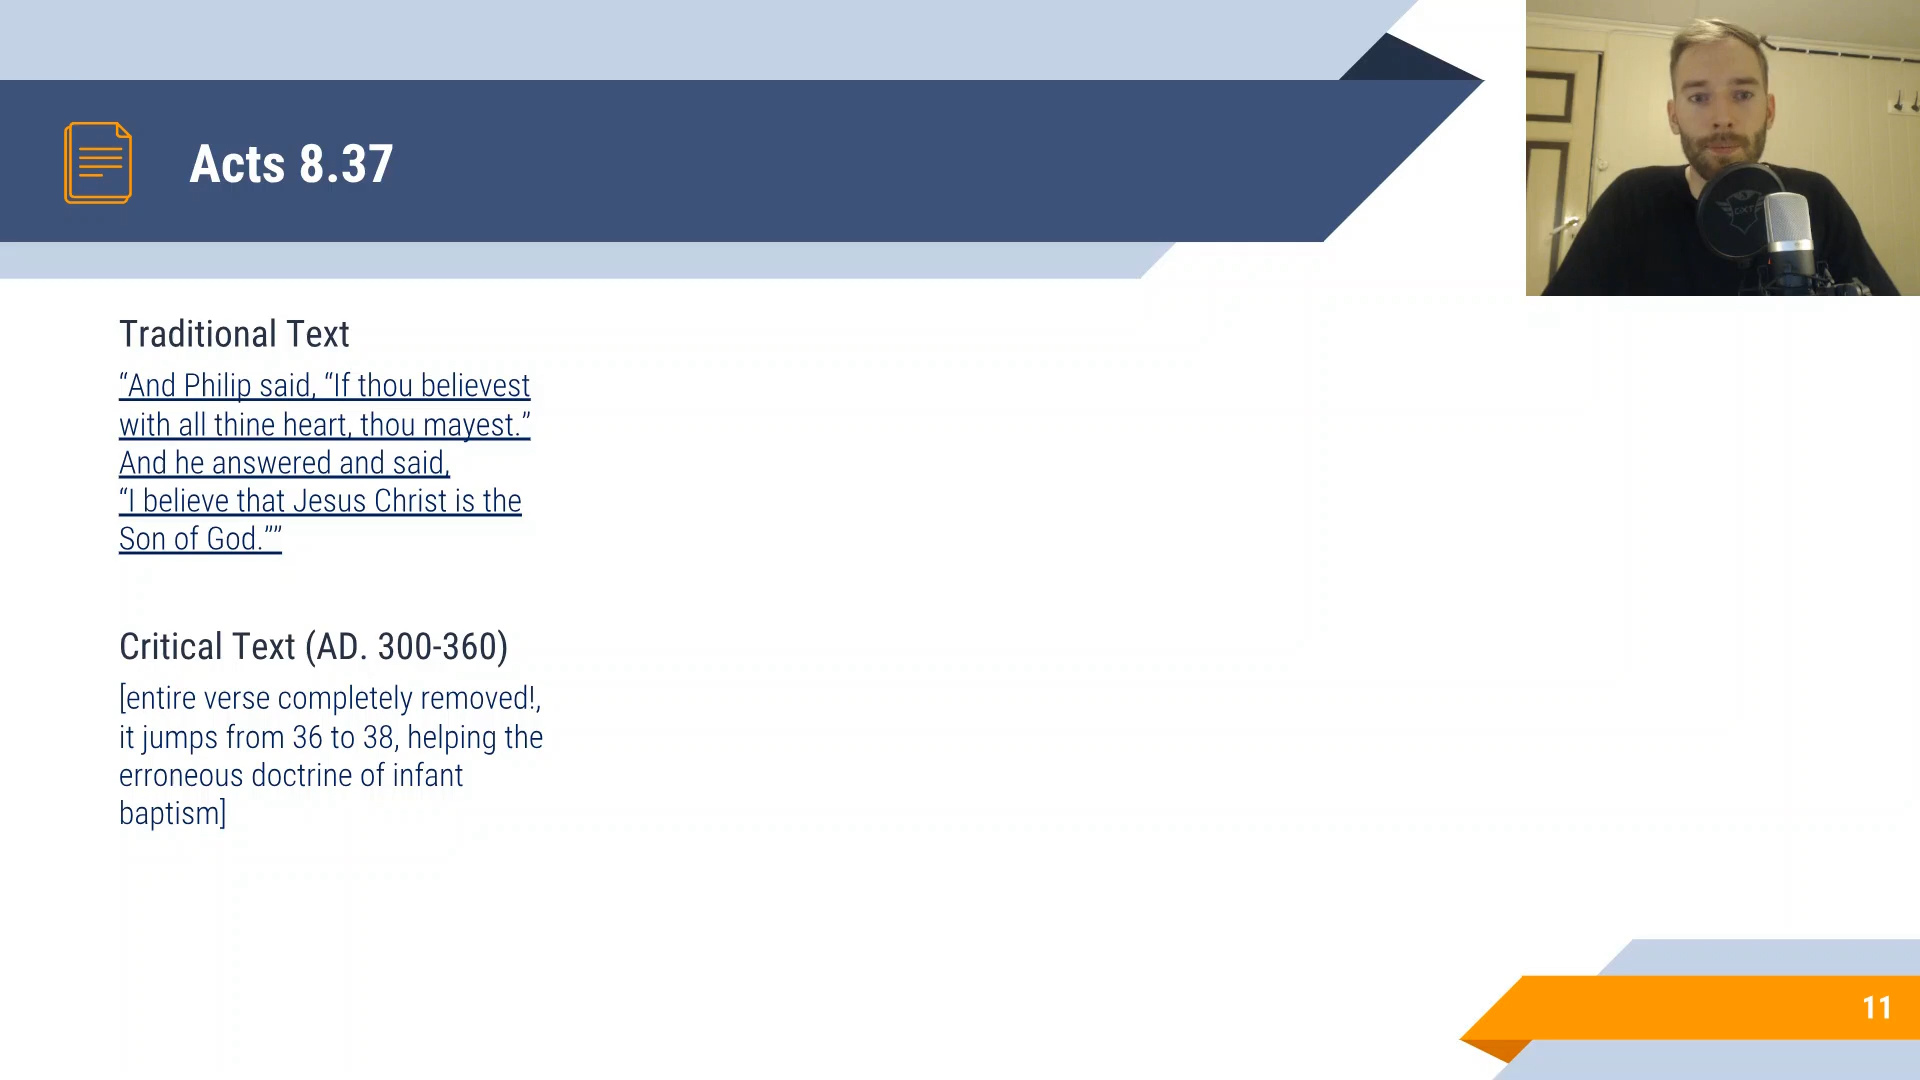 Acts 8.37
Traditional Text
“And Philip said, “If thou believest
with all thine heart, thou mayest.”
And he answered and said,
“I believe that Jesus Christ is the
Son of God.””
Critical Text (AD. 300-360)
[entire verse completely removed!,
it jumps from 36 to 38, helping the
erroneous doctrine of infant
baptism]
11